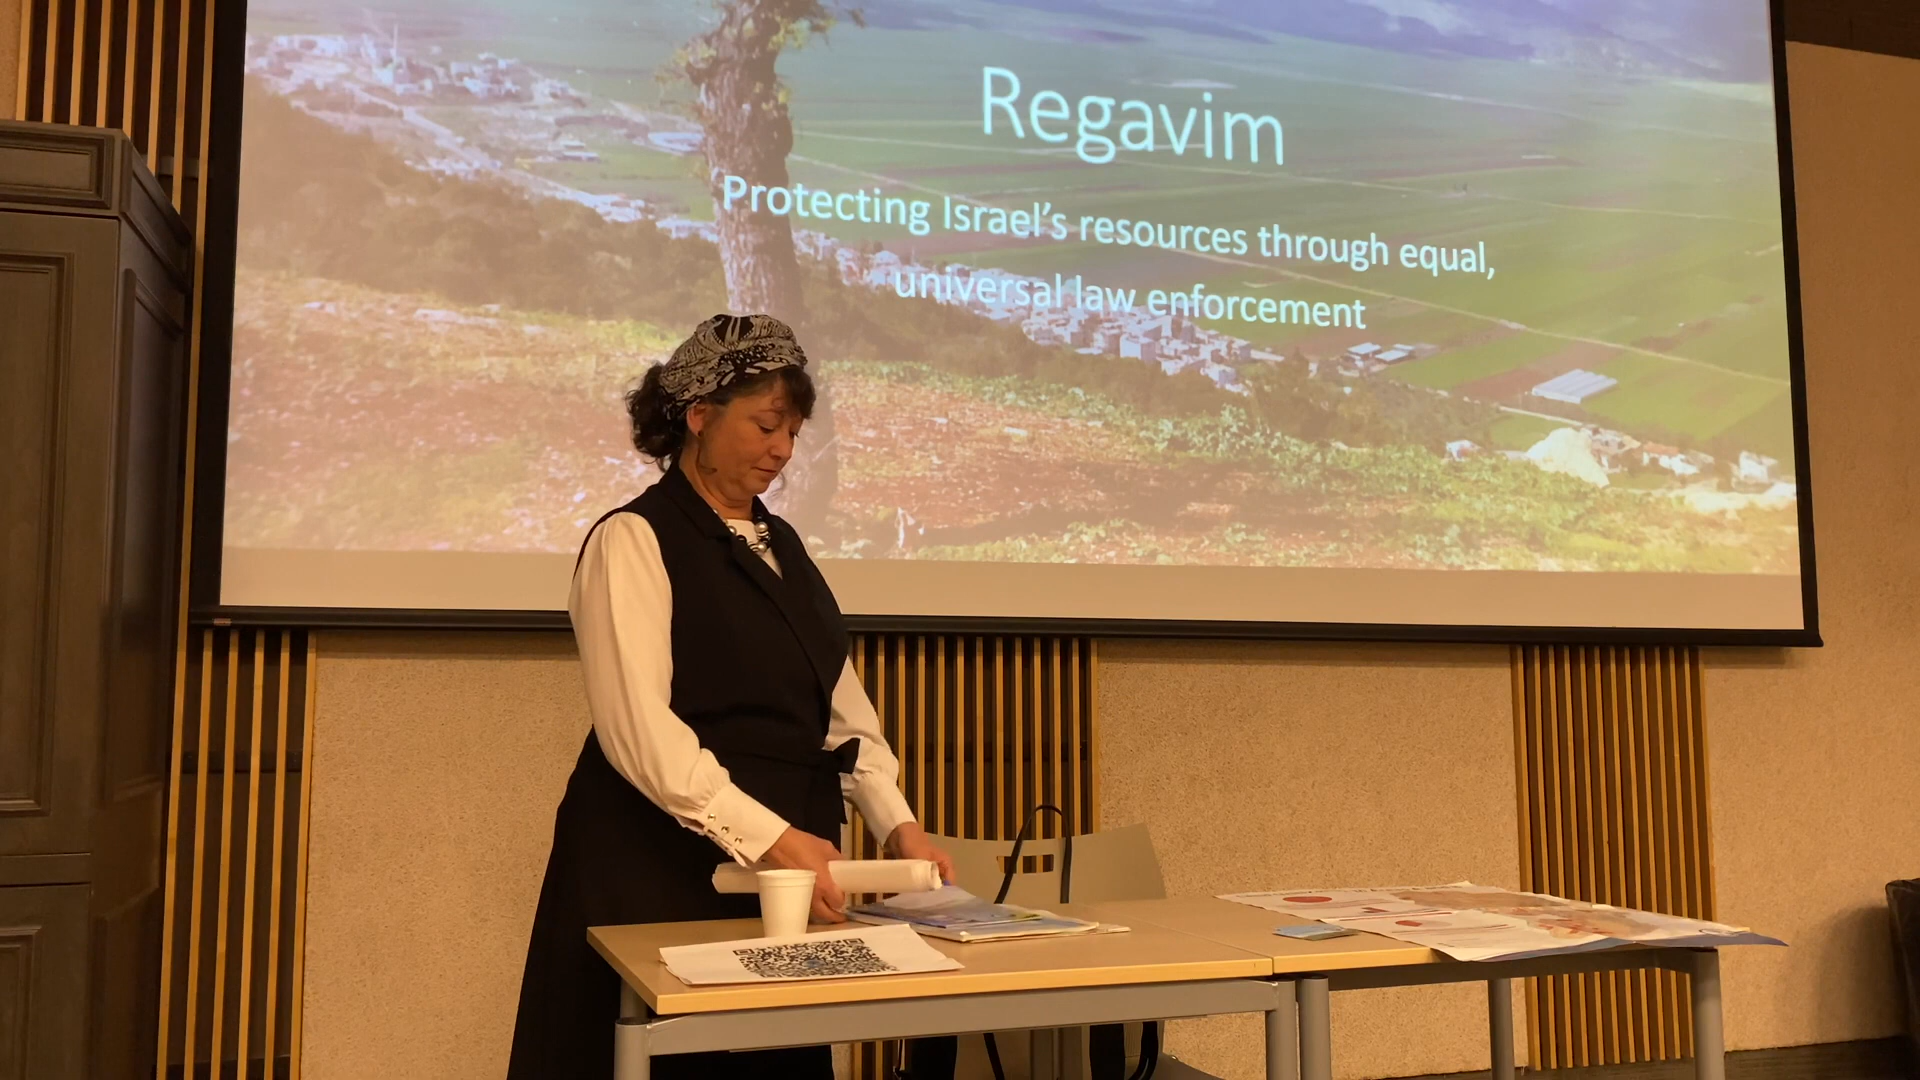 Regavim
Protecting Israel's resources through equal,
universal law enforcement